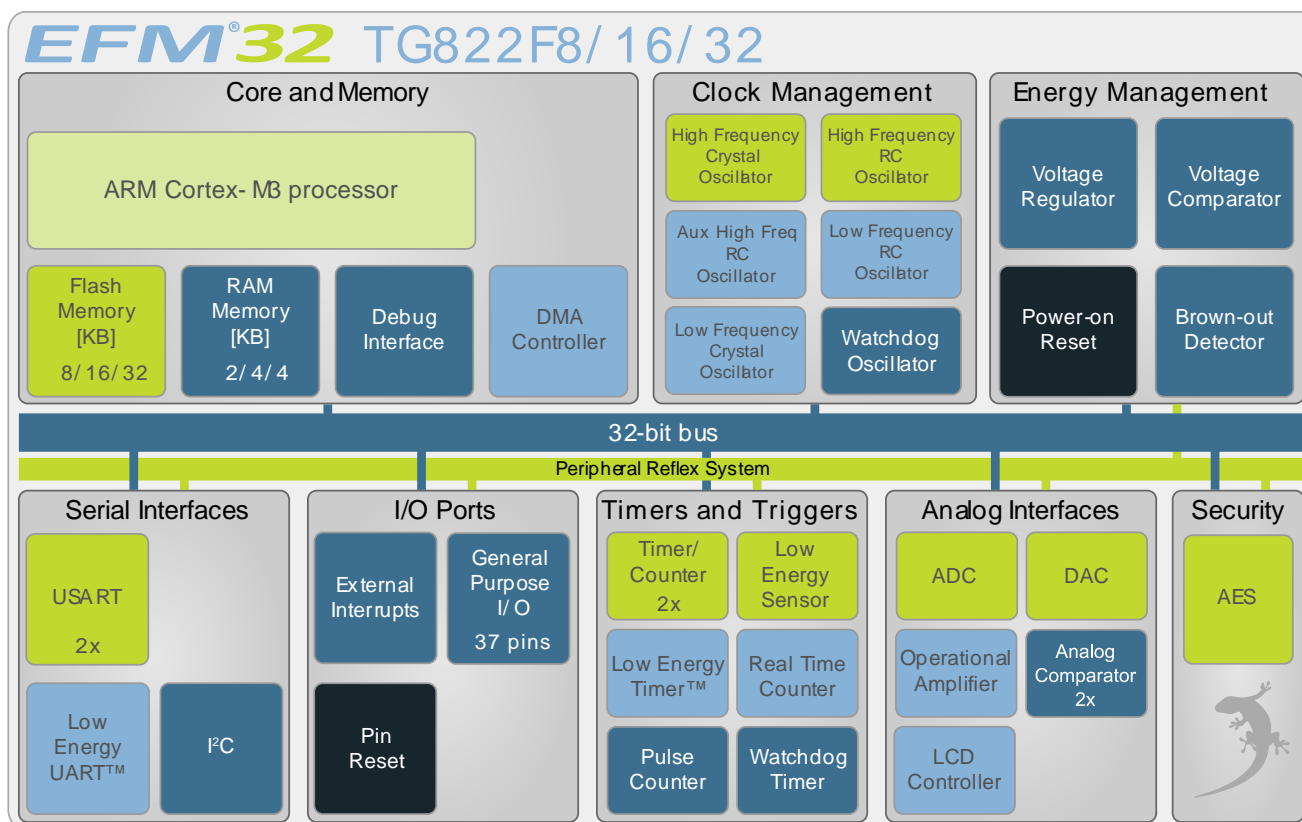 EFM®32 TG822F8/16/32
Core and Memory
ARM Cortex-M3 processor
Flash
Memory
[KB]
8/16/32
RAM
Memory
[KB]
2/4/4
Debug
Interface
DMA
Controller
Clock Management
High Frequency
Crystal
Oscillator
High Frequency
RC
Oscillator
Aux High Freq
RC
Oscillator
Low Frequency
RC
Oscillator
Low Frequency
Crystal
Oscillator
Watchdog
Oscillator
Energy Management
Voltage
Regulator
Voltage
Comparator
Power-on
Reset
Brown-out
Detector
32-bit bus
Peripheral Reflex System
Serial Interfaces
USART
2x
Low
Energy
UART™
I²C
I/O Ports
External
Interrupts
General
Purpose
I/O
37 pins
Pin
Reset
Timers and Triggers
Timer/
Counter
2x
Low
Energy
Sensor
Low Energy
Timer™
Real Time
Counter
Pulse
Counter
Watchdog
Timer
Analog Interfaces
ADC
DAC
Operational
Amplifier
Analog
Comparator
2x
LCD
Controller
Security
AES